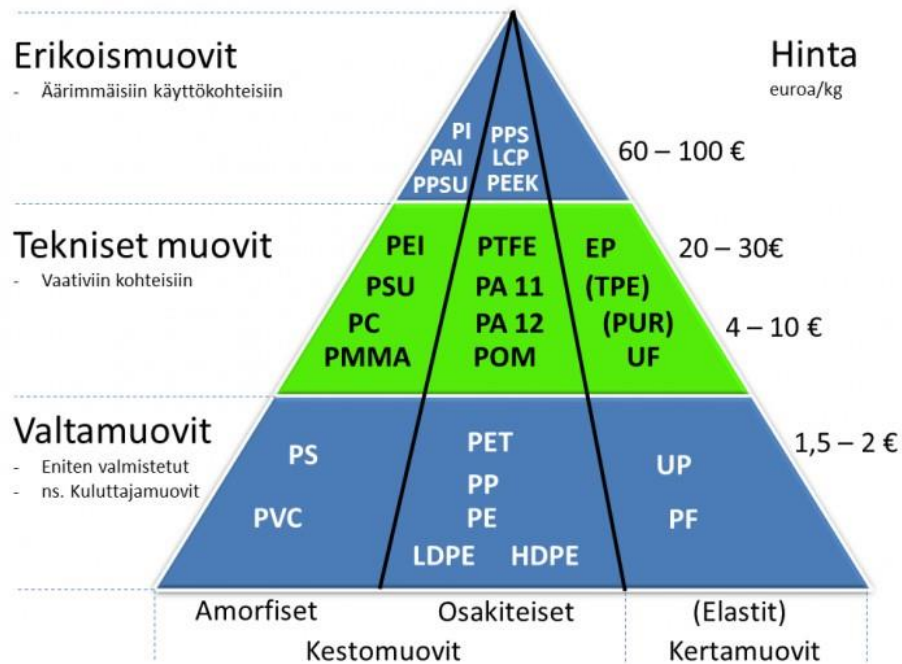 Erikoismuovit
- Äärimmäisiin käyttökohteisiin
Hinta
euroa/kg
PI
PAI
PPSU
PPS
LCP
PEEK
60 – 100 €
Tekniset muovit
- Vaativiin kohteisiin
PEI
PSU
PC
PMMA
PTFE
PA 11
PA 12
POM
EP
(TPE)
(PUR)
UF
20 – 30€
4 – 10 €
Valtamuovit
- Eniten valmistetut
- ns. Kuluttajamuovit
PS
PVC
PET
PP
PE
LDPE HDPE
UP
PF
1,5 – 2 €
Amorfiset Osakiteiset (Elastit)
Kestomuovit Kertamuovit